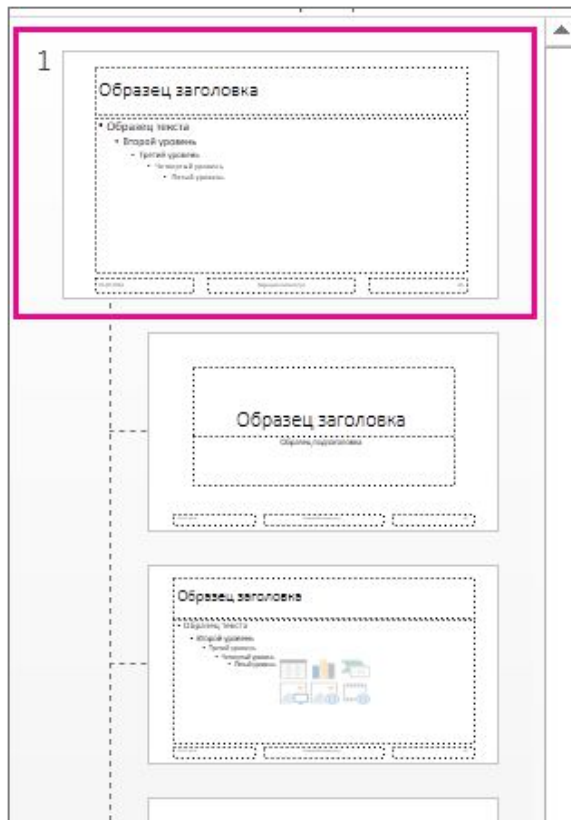 1
Образец заголовка
• Образец текста
• Второй уровень
• Третий уровень
• Четвертый уровень
• Пятый уровень
Образец заголовка
Образец подзаголовка
Образец заголовка
• Образец текста
• Второй уровень
• Третий уровень
• Четвертый уровень
• Пятый уровень